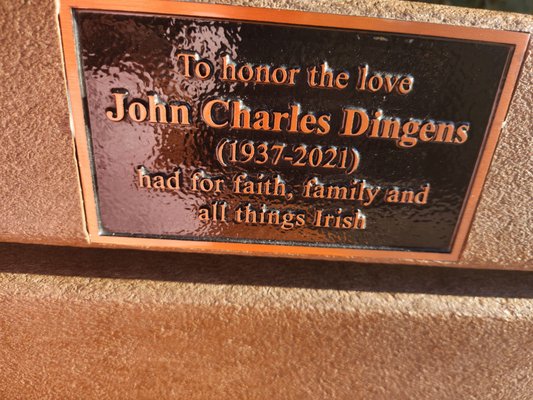 To honor the love
John Charles Dingens
(1937-2021)
had for faith, family and
all things Irish